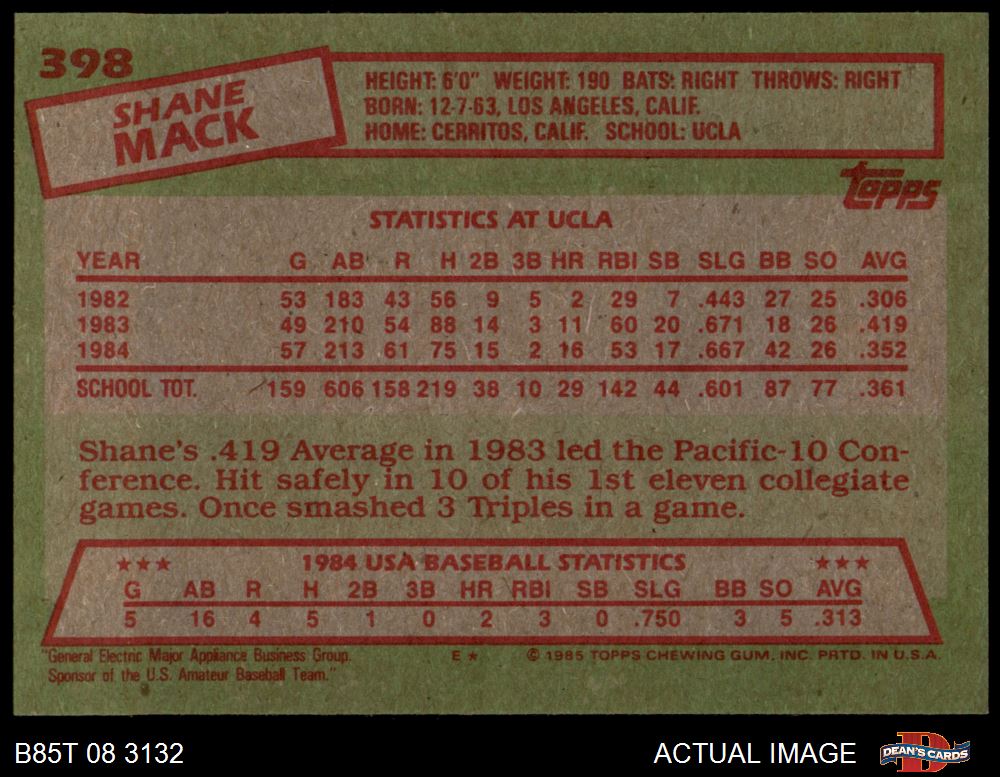 398
SHANE
MACK
HEIGHT: 6'0" WEIGHT: 190 BATS: RIGHT THROWS: RIGHT
BORN: 12-7-63, LOS ANGELES, CALIF.
HOME: CERRITOS, CALIF. SCHOOL: UCLA
topps
STATISTICS AT UCLA
YEAR G AB R H 2B 3B HR RBI SB SLG BB SO AVG
1982 53 183 43 56 9 5 2 29 7 .443 27 25 .306
1983 49 210 54 88 14 3 11 60 20 .671 18 26 .419
1984 57 213 61 75 15 2 16 53 17 .667 42 26 .352
SCHOOL TOT. 159 606 158 219 38 10 29 142 44 .601 87 77 .361
Shane's .419 Average in 1983 led the Pacific-10 Con-
ference. Hit safely in 10 of his 1st eleven collegiate
games. Once smashed 3 Triples in a game.
★★★ 1984 USA BASEBALL STATISTICS ★★★
G AB R H 2B 3B HR RBI SB SLG BB SO AVG
5 16 4 5 1 0 2 3 0 .750 3 5 .313
"General Electric Major Appliance Business Group. E ★ © 1985 TOPPS CHEWING GUM, INC. PRTD. IN U.S.A.
Sponsor of the U.S. Amateur Baseball Team."
B85T 08 3132 ACTUAL IMAGE DEAN'S CARDS